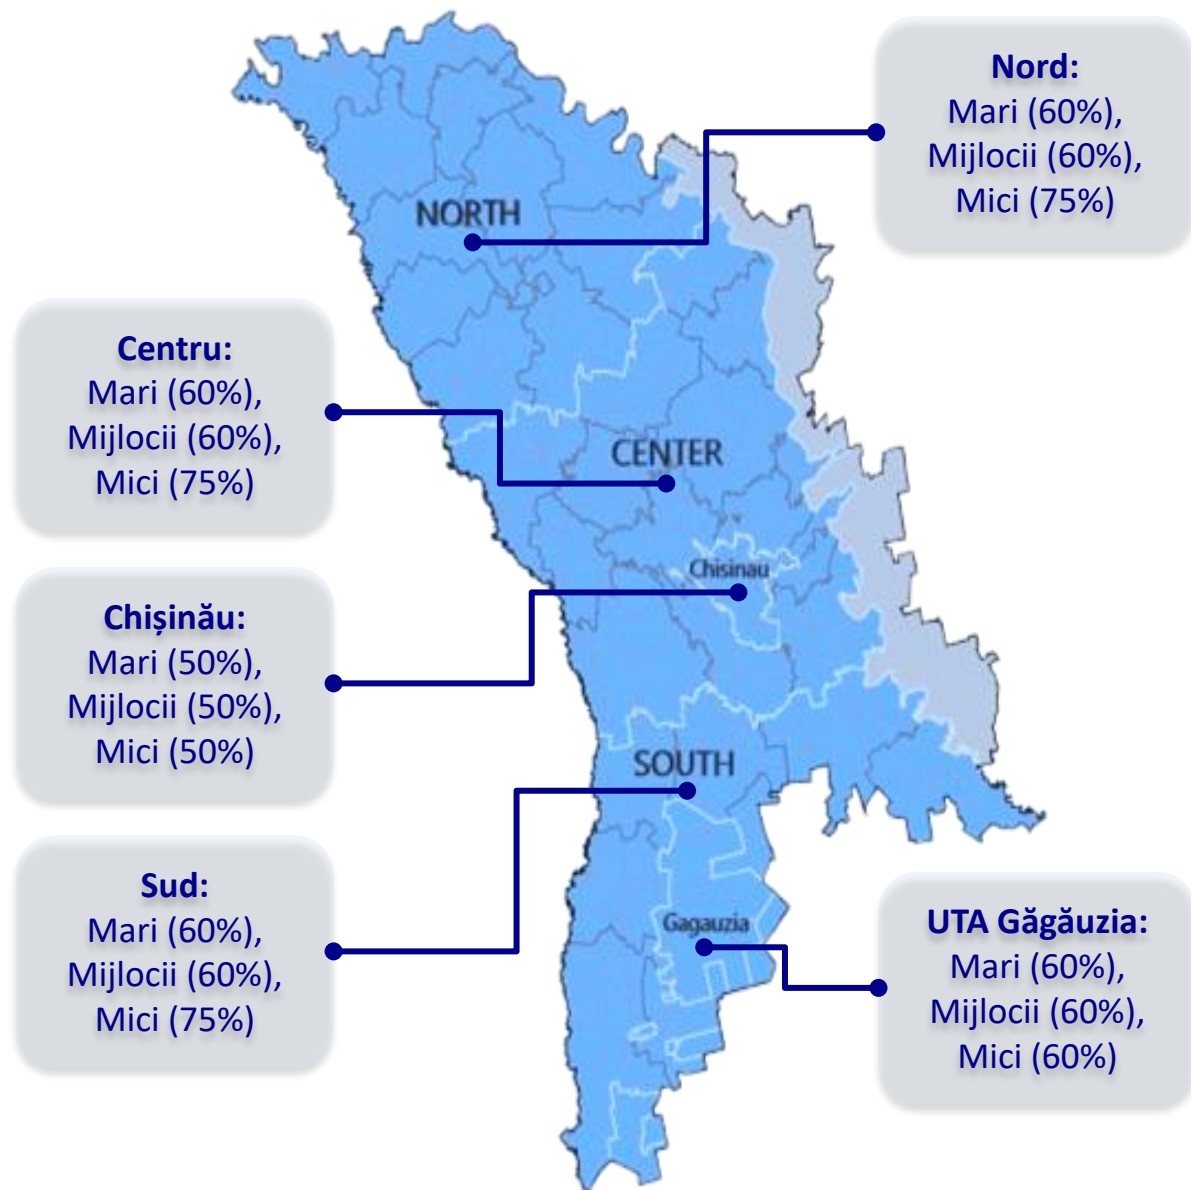 Nord:
Mari (60%),
Mijlocii (60%),
Mici (75%)
NORTH
Centru:
Mari (60%),
Mijlocii (60%),
Mici (75%)
CENTER
Chisinau
Chișinău:
Mari (50%),
Mijlocii (50%),
Mici (50%)
SOUTH
Sud:
Mari (60%),
Mijlocii (60%),
Mici (75%)
Gagauzia
UTA Găgăuzia:
Mari (60%),
Mijlocii (60%),
Mici (60%)